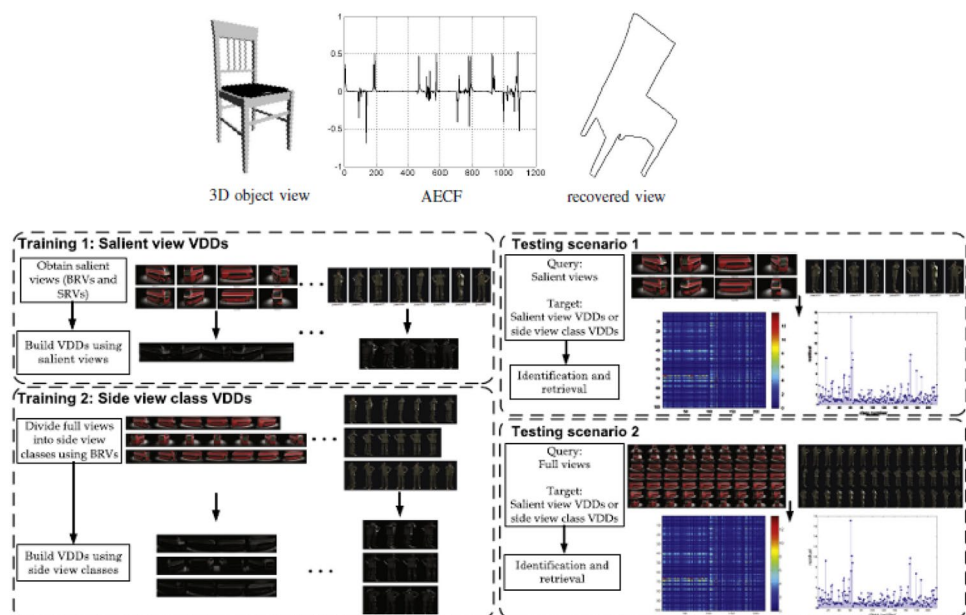 1
0.5
0
-0.5
-1
0 200 400 600 800 1000 1200
3D object view
AECF
recovered view
Training 1: Salient view VDDs
Obtain salient
views (BRVs and
SRVs)
Build VDDs using
salient views
Training 2: Side view class VDDs
Divide full views
into side view
classes using BRVs
Build VDDs using
side view classes
Testing scenario 1
Query:
Salient views
Target:
Salient view VDDs or
side view class VDDs
Identification and
retrieval
Testing scenario 2
Query:
Full views
Target:
Salient view VDDs or
side view class VDDs
Identification and
retrieval